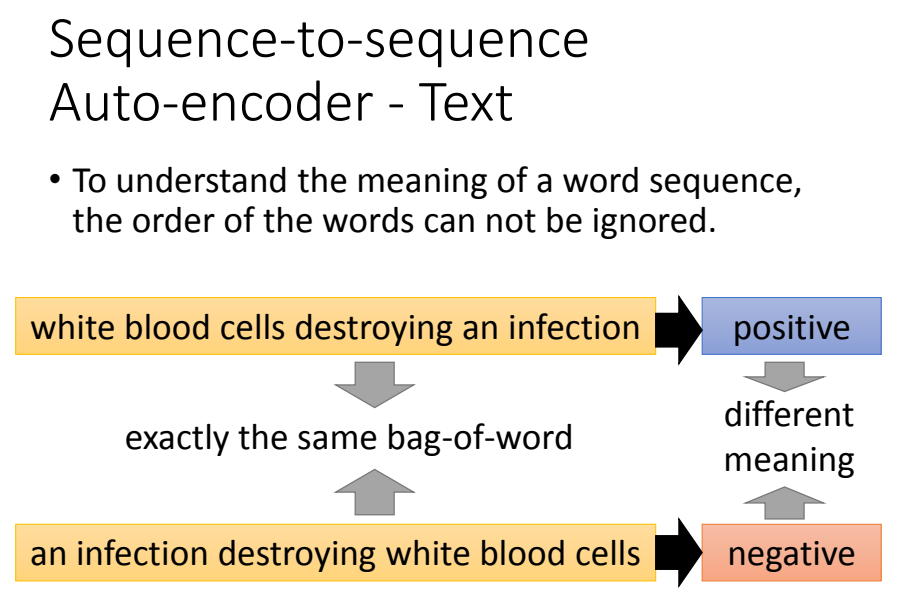 Sequence-to-sequence
Auto-encoder - Text
• To understand the meaning of a word sequence,
the order of the words can not be ignored.
white blood cells destroying an infection
positive
exactly the same bag-of-word
different
meaning
an infection destroying white blood cells
negative